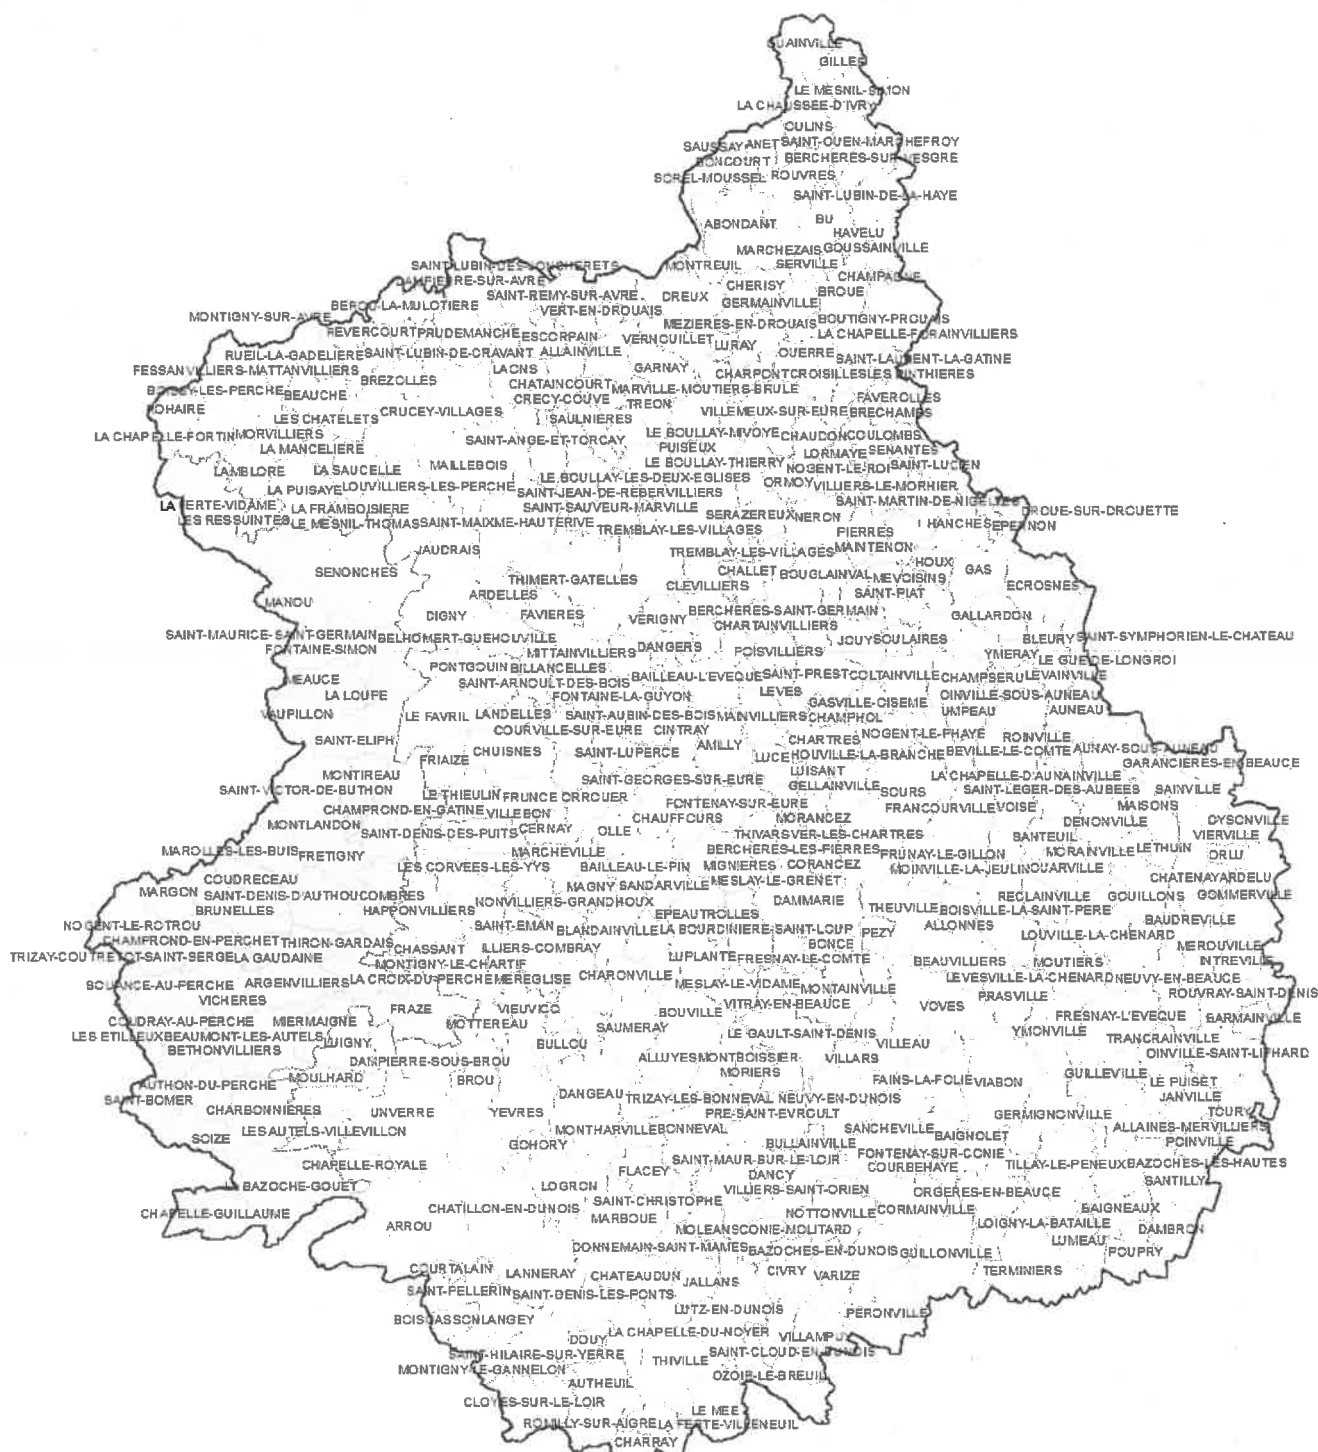 GUAINVILLE
GILLES
LE MESNIL-SIMON
LA CHAUSSEE-D'IVRY
OULINS
SAUSSAY ANET SAINT-OUEN-MARCHEFROY
BONCOURT BERCHERES-SUR-VESGRE
SOREL-MOUSSEL ROUVRES
SAINT-LUBIN-DE-LA-HAYE
ABONDANT BU
HAVELU
MARCHEZAIS GOUSSAINVILLE
SAINT-LUBIN-DES-JONCHERETS MONTREUIL SERVILLE
DAMPIERRE-SUR-AVRE CHAMPAGNE
CHERISY BROUE
SAINT-REMY-SUR-AVRE DREUX GERMAINVILLE
BEROU-LA-MULOTIERE VERT-EN-DROUAIS
MONTIGNY-SUR-AVRE MEZIERES-EN-DROUAIS BOUTIGNY-PROUAIS
REVERCOURT PRUDEMANCHE ESCORPAIN VERNOUILLET LURAY LA CHAPELLE-FORAINVILLIERS
RUEIL-LA-GADELIERE SAINT-LUBIN-DE-CRAVANT ALLAINVILLE OUERRE SAINT-LAURENT-LA-GATINE
FESSANVILLIERS-MATTANVILLIERS LAONS GARNAY CHARPONT CROISILLES LES PINTHIERES
BREZOLLES CHATAINCOURT MARVILLE-MOUTIERS-BRULE
BOISSY-LES-PERCHE BEAUCHE CRECY-COUVE TREON FAVEROLLES
ROHAIRE LES CHATELETS CRUCEY-VILLAGES SAULNIERES VILLEMEUX-SUR-EURE BRECHAMPS
LA CHAPELLE-FORTIN MORVILLIERS SAINT-ANGE-ET-TORCAY LE BOULLAY-MIVOYE CHAUDON COULOMBS
LA MANCELIERE PUISEUX LORMAYE SENANTES
LAMBLORE LA SAUCELLE MAILLEBOIS LE BOULLAY-THIERRY NOGENT-LE-ROI SAINT-LUCIEN
LA PUISAYE LOUVILLIERS-LES-PERCHE LE BOULLAY-LES-DEUX-EGLISES ORMOY VILLIERS-LE-MORHIER
SAINT-JEAN-DE-REBERVILLIERS SAINT-MARTIN-DE-NIGELLES
LA FERTE-VIDAME LA FRAMBOISIERE SAINT-SAUVEUR-MARVILLE SERAZEREUX NERON DROUE-SUR-DROUETTE
LES RESSUINTES LE MESNIL-THOMAS SAINT-MAIXME-HAUTERIVE TREMBLAY-LES-VILLAGES PIERRES HANCHES EPERNON
JAUDRAIS TREMBLAY-LES-VILLAGES MAINTENON
SENONCHES CHALLET BOUGLAINVAL HOUX GAS
THIMERT-GATELLES CLEVILLIERS MEVOISINS ECROSNES
MANOU ARDELLES SAINT-PIAT
DIGNY FAVIERES VERIGNY BERCHERES-SAINT-GERMAIN GALLARDON
CHARTAINVILLIERS
SAINT-MAURICE-SAINT-GERMAIN BELHOMERT-GUEHOUVILLE JOUY SOULAIRES BLEURY SAINT-SYMPHORIEN-LE-CHATEAU
FONTAINE-SIMON MITTAINVILLIERS DANGERS POISVILLIERS YMERAY LE GUE-DE-LONGROI
PONTGOUIN BILLANCELLES
MEAUCE SAINT-ARNOULT-DES-BOIS BAILLEAU-L'EVEQUE SAINT-PREST COLTAINVILLE CHAMPSERU LEVAINVILLE
LA LOUPE FONTAINE-LA-GUYON LEVES GASVILLE-OISEME OINVILLE-SOUS-AUNEAU
VAUPILLON LE FAVRIL LANDELLES SAINT-AUBIN-DES-BOIS MAINVILLIERS CHAMPHOL UMPEAU AUNEAU
COURVILLE-SUR-EURE CINTRAY NOGENT-LE-PHAYE ROINVILLE
SAINT-ELIPH CHUISNES SAINT-LUPERCE AMILLY CHARTRES
FRIAIZE LUCE HOUVILLE-LA-BRANCHE BEVILLE-LE-COMTE AUNAY-SOUS-AUNEAU
LUISANT GARANCIERES-EN-BEAUCE
MONTIREAU SAINT-GEORGES-SUR-EURE GELLAINVILLE LA CHAPELLE-D'AUNAINVILLE
SAINT-VICTOR-DE-BUTHON LE THIEULIN FRUNCE ORROUER SOURS SAINT-LEGER-DES-AUBEES SAINVILLE
CHAMPROND-EN-GATINE VILLEBON FONTENAY-SUR-EURE FRANCOURVILLE VOISE MAISONS
MONTLANDON CERNAY OLLE CHAUFFOURS MORANCEZ DENONVILLE OYSONVILLE
SAINT-DENIS-DES-PUITS THIVARS VER-LES-CHARTRES SANTEUIL VIERVILLE
MAROLLES-LES-BUIS FRETIGNY MARCHEVILLE BERCHERES-LES-PIERRES PRUNAY-LE-GILLON MORAINVILLE LETHUIN ORLU
LES CORVEES-LES-YYS BAILLEAU-LE-PIN MIGNIERES CORANCEZ MOINVILLE-LA-JEULIN OUARVILLE
COUDRECEAU MAGNY SANDARVILLE MESLAY-LE-GRENET CHATENAY ARDELU
MARGON SAINT-DENIS-D'AUTHOU COMBRES NONVILLIERS-GRANDHOUX DAMMARIE RECLAINVILLE GOUILLONS GOMMERVILLE
BRUNELLES HAPPONVILLIERS EPEAUTROLLES THEUVILLE BOISVILLE-LA-SAINT-PERE
NOGENT-LE-ROTROU SAINT-EMAN BLANDAINVILLE LA BOURDINIERE-SAINT-LOUP PEZY ALLONNES BAUDREVILLE
CHAMPROND-EN-PERCHET THIRON-GARDAIS CHASSANT ILLIERS-COMBRAY BONCE LOUVILLE-LA-CHENARD MEROUVILLE
TRIZAY-COUTRETOT-SAINT-SERGE LA GAUDAINE MONTIGNY-LE-CHARTIF LUPLANTE FRESNAY-LE-COMTE BEAUVILLIERS MOUTIERS INTREVILLE
SOUANCE-AU-PERCHE ARGENVILLIERS LA CROIX-DU-PERCHE MEREGLISE CHARONVILLE MESLAY-LE-VIDAME MONTAINVILLE LEVESVILLE-LA-CHENARD NEUVY-EN-BEAUCE
VICHERES FRAZE VIEUVICQ VITRAY-EN-BEAUCE VOVES PRASVILLE ROUVRAY-SAINT-DENIS
COUDRAY-AU-PERCHE MIERMAIGNE MOTTEREAU SAUMERAY BOUVILLE FRESNAY-L'EVEQUE BARMAINVILLE
LES ETILLEUX BEAUMONT-LES-AUTELS LUIGNY BULLOU LE GAULT-SAINT-DENIS VILLEAU YMONVILLE TRANCRAINVILLE
BETHONVILLIERS DAMPIERRE-SOUS-BROU ALLUYES MONTBOISSIER VILLARS OINVILLE-SAINT-LIPHARD
AUTHON-DU-PERCHE MOULHARD BROU MORIERS FAINS-LA-FOLIE VIABON GUILLEVILLE LE PUISET
SAINT-BOMER DANGEAU TRIZAY-LES-BONNEVAL NEUVY-EN-DUNOIS JANVILLE
CHARBONNIERES UNVERRE YEVRES PRE-SAINT-EVROULT GERMIGNONVILLE TOURY
SOIZE LES AUTELS-VILLEVILLON GOHORY MONTHARVILLE BONNEVAL SANCHEVILLE BAIGNOLET ALLAINES-MERVILLIERS
BULLAINVILLE FONTENAY-SUR-CONIE POINVILLE
CHAPELLE-ROYALE FLACEY SAINT-MAUR-SUR-LE-LOIR COURBEHAYE TILLAY-LE-PENEUX BAZOCHES-LES-HAUTES
BAZOCHE-GOUET LOGRON DANCY SANTILLY
SAINT-CHRISTOPHE VILLIERS-SAINT-ORIEN ORGERES-EN-BEAUCE
CHAPELLE-GUILLAUME CHATILLON-EN-DUNOIS MARBOUE NOTTONVILLE CORMAINVILLE BAIGNEAUX
ARROU MOLEANS CONIE-MOLITARD LOIGNY-LA-BATAILLE DAMBRON
DONNEMAIN-SAINT-MAMES BAZOCHES-EN-DUNOIS GUILLONVILLE LUMEAU POUPRY
COURTALAIN LANNERAY CHATEAUDUN JALLANS CIVRY VARIZE TERMINIERS
SAINT-PELLERIN SAINT-DENIS-LES-PONTS
BOISGASSON LANGEY LUTZ-EN-DUNOIS PERONVILLE
DOUY LA CHAPELLE-DU-NOYER VILLAMPUY
SAINT-HILAIRE-SUR-YERRE THIVILLE SAINT-CLOUD-EN-DUNOIS
MONTIGNY-LE-GANNELON AUTHEUIL OZOIR-LE-BREUIL
CLOYES-SUR-LE-LOIR LE MEE
ROMILLY-SUR-AIGRE LA FERTE-VILLENEUIL
CHARRAY